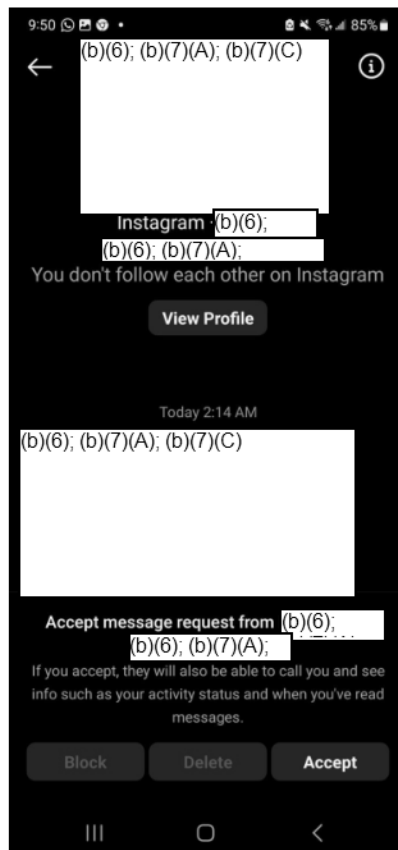 9:50
85%
(b)(6); (b)(7)(A); (b)(7)(C)
Instagram (b)(6);
(b)(6); (b)(7)(A);
You don't follow each other on Instagram
View Profile
Today 2:14 AM
(b)(6); (b)(7)(A); (b)(7)(C)
Accept message request from (b)(6);
(b)(6); (b)(7)(A);
If you accept, they will also be able to call you and see
info such as your activity status and when you've read
messages.
Block Delete Accept